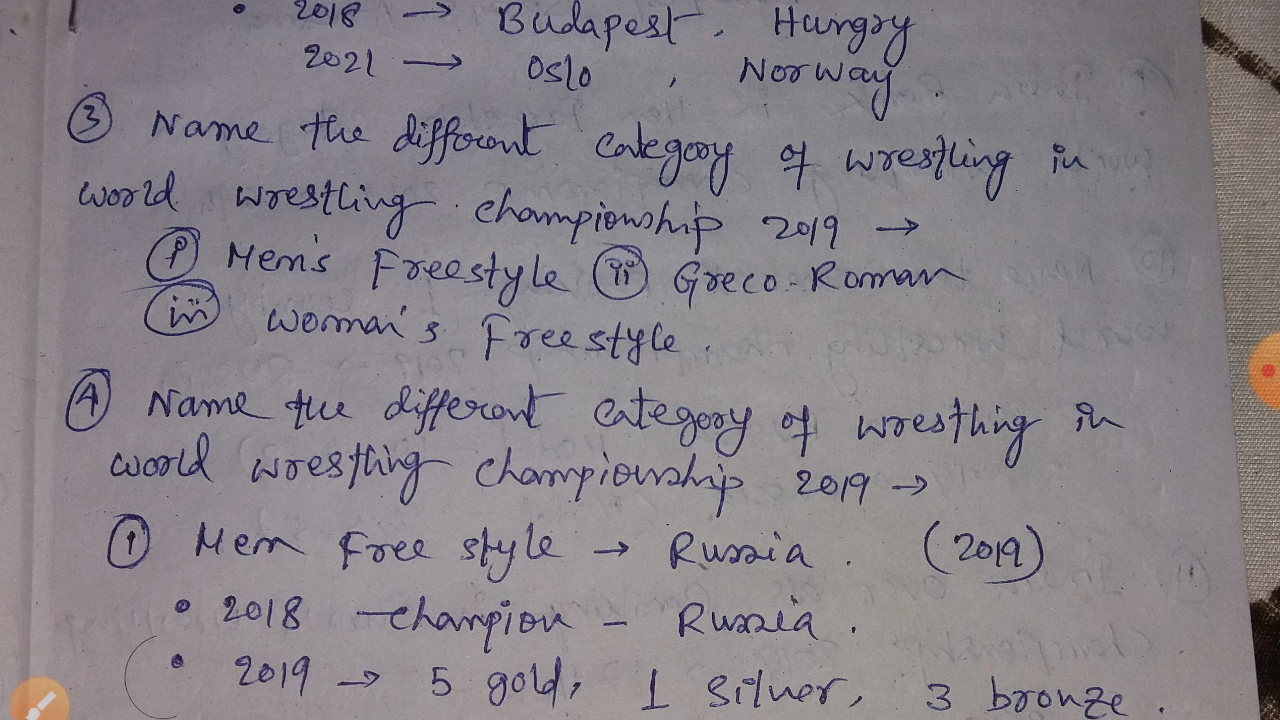 • 2018 → Budapest, Hungry
2021 → Oslo, Norway
③ Name the different category of wrestling in
world wrestling championship 2019 →
(i) Men's Freestyle (ii) Greco-Roman
(iii) Woman's Freestyle.
④ Name the different category of wresthing in
world wresthing championship 2019 →
① Men Free style → Russia. (2019)
• 2018 – champion – Russia.
• 2019 → 5 gold, 1 Silver, 3 bronze.